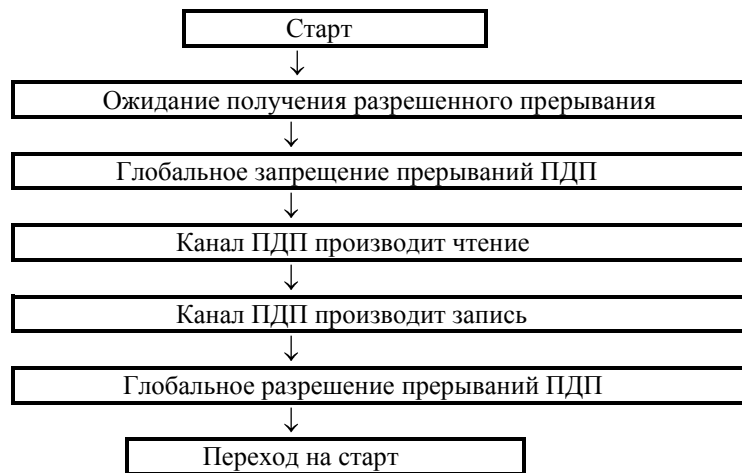 Старт
Ожидание получения разрешенного прерывания
Глобальное запрещение прерываний ПДП
Канал ПДП производит чтение
Канал ПДП производит запись
Глобальное разрешение прерываний ПДП
Переход на старт